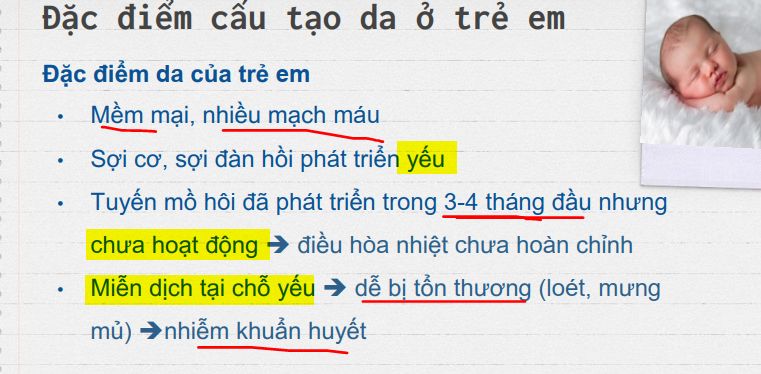 Đặc điểm cấu tạo da ở trẻ em
Đặc điểm da của trẻ em
• Mềm mại, nhiều mạch máu
• Sợi cơ, sợi đàn hồi phát triển yếu
• Tuyến mồ hôi đã phát triển trong 3-4 tháng đầu nhưng
chưa hoạt động ➔ điều hòa nhiệt chưa hoàn chỉnh
• Miễn dịch tại chỗ yếu ➔ dễ bị tổn thương (loét, mưng
mủ) ➔nhiễm khuẩn huyết